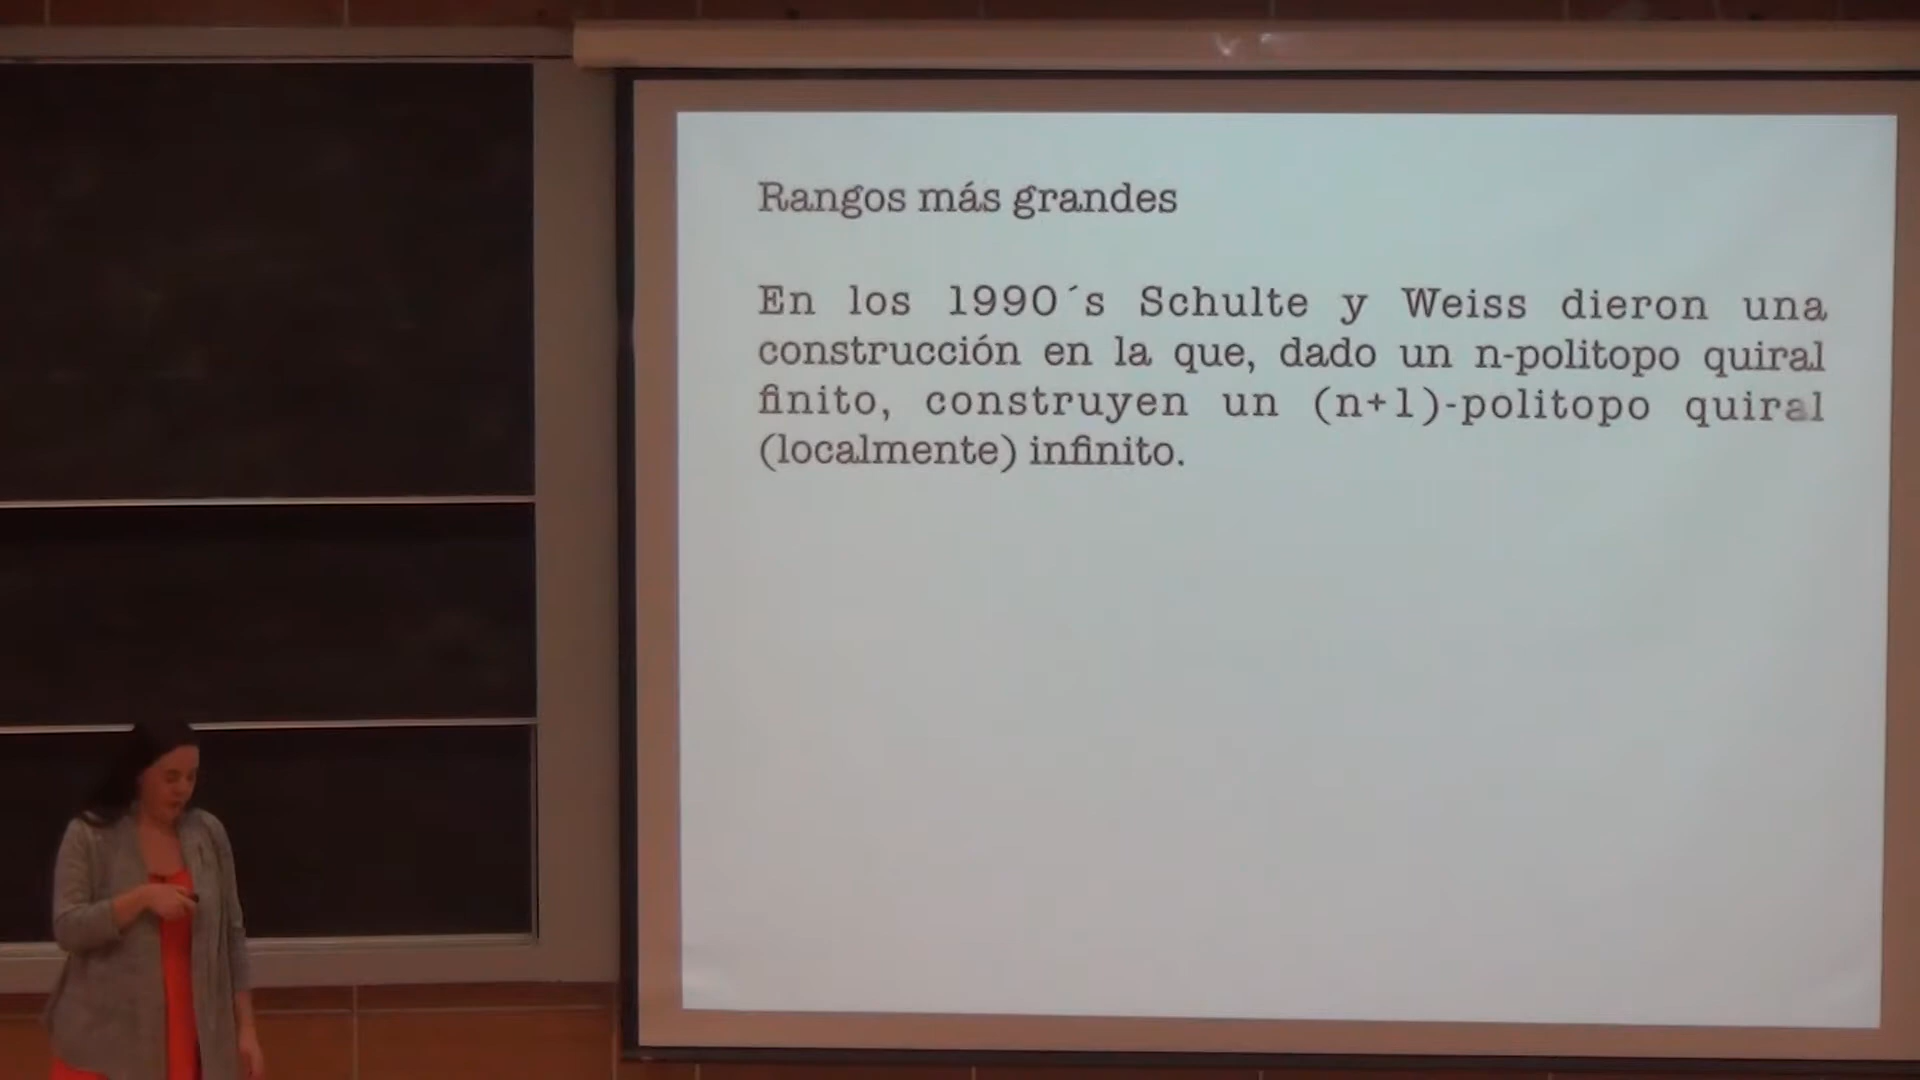 Rangos más grandes
En los 1990´s Schulte y Weiss dieron una
construcción en la que, dado un n-politopo quiral
finito, construyen un (n+1)-politopo quiral
(localmente) infinito.